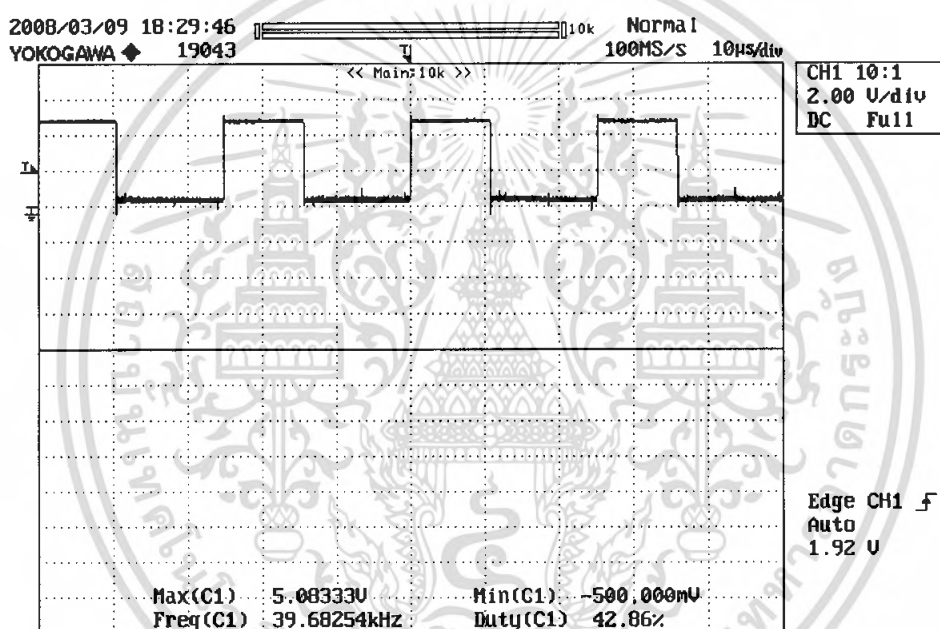 2008/03/09 18:29:46 10k Normal
YOKOGAWA ◆ 19043 T 100MS/s 10µs/div
<< Main:10k >>
CH1 10:1
2.00 V/div
DC Full
T
Edge CH1
Auto
1.92 V
Max(C1) 5.08333V Min(C1) -500.000mV
Freq(C1) 39.68254kHz Duty(C1) 42.86%